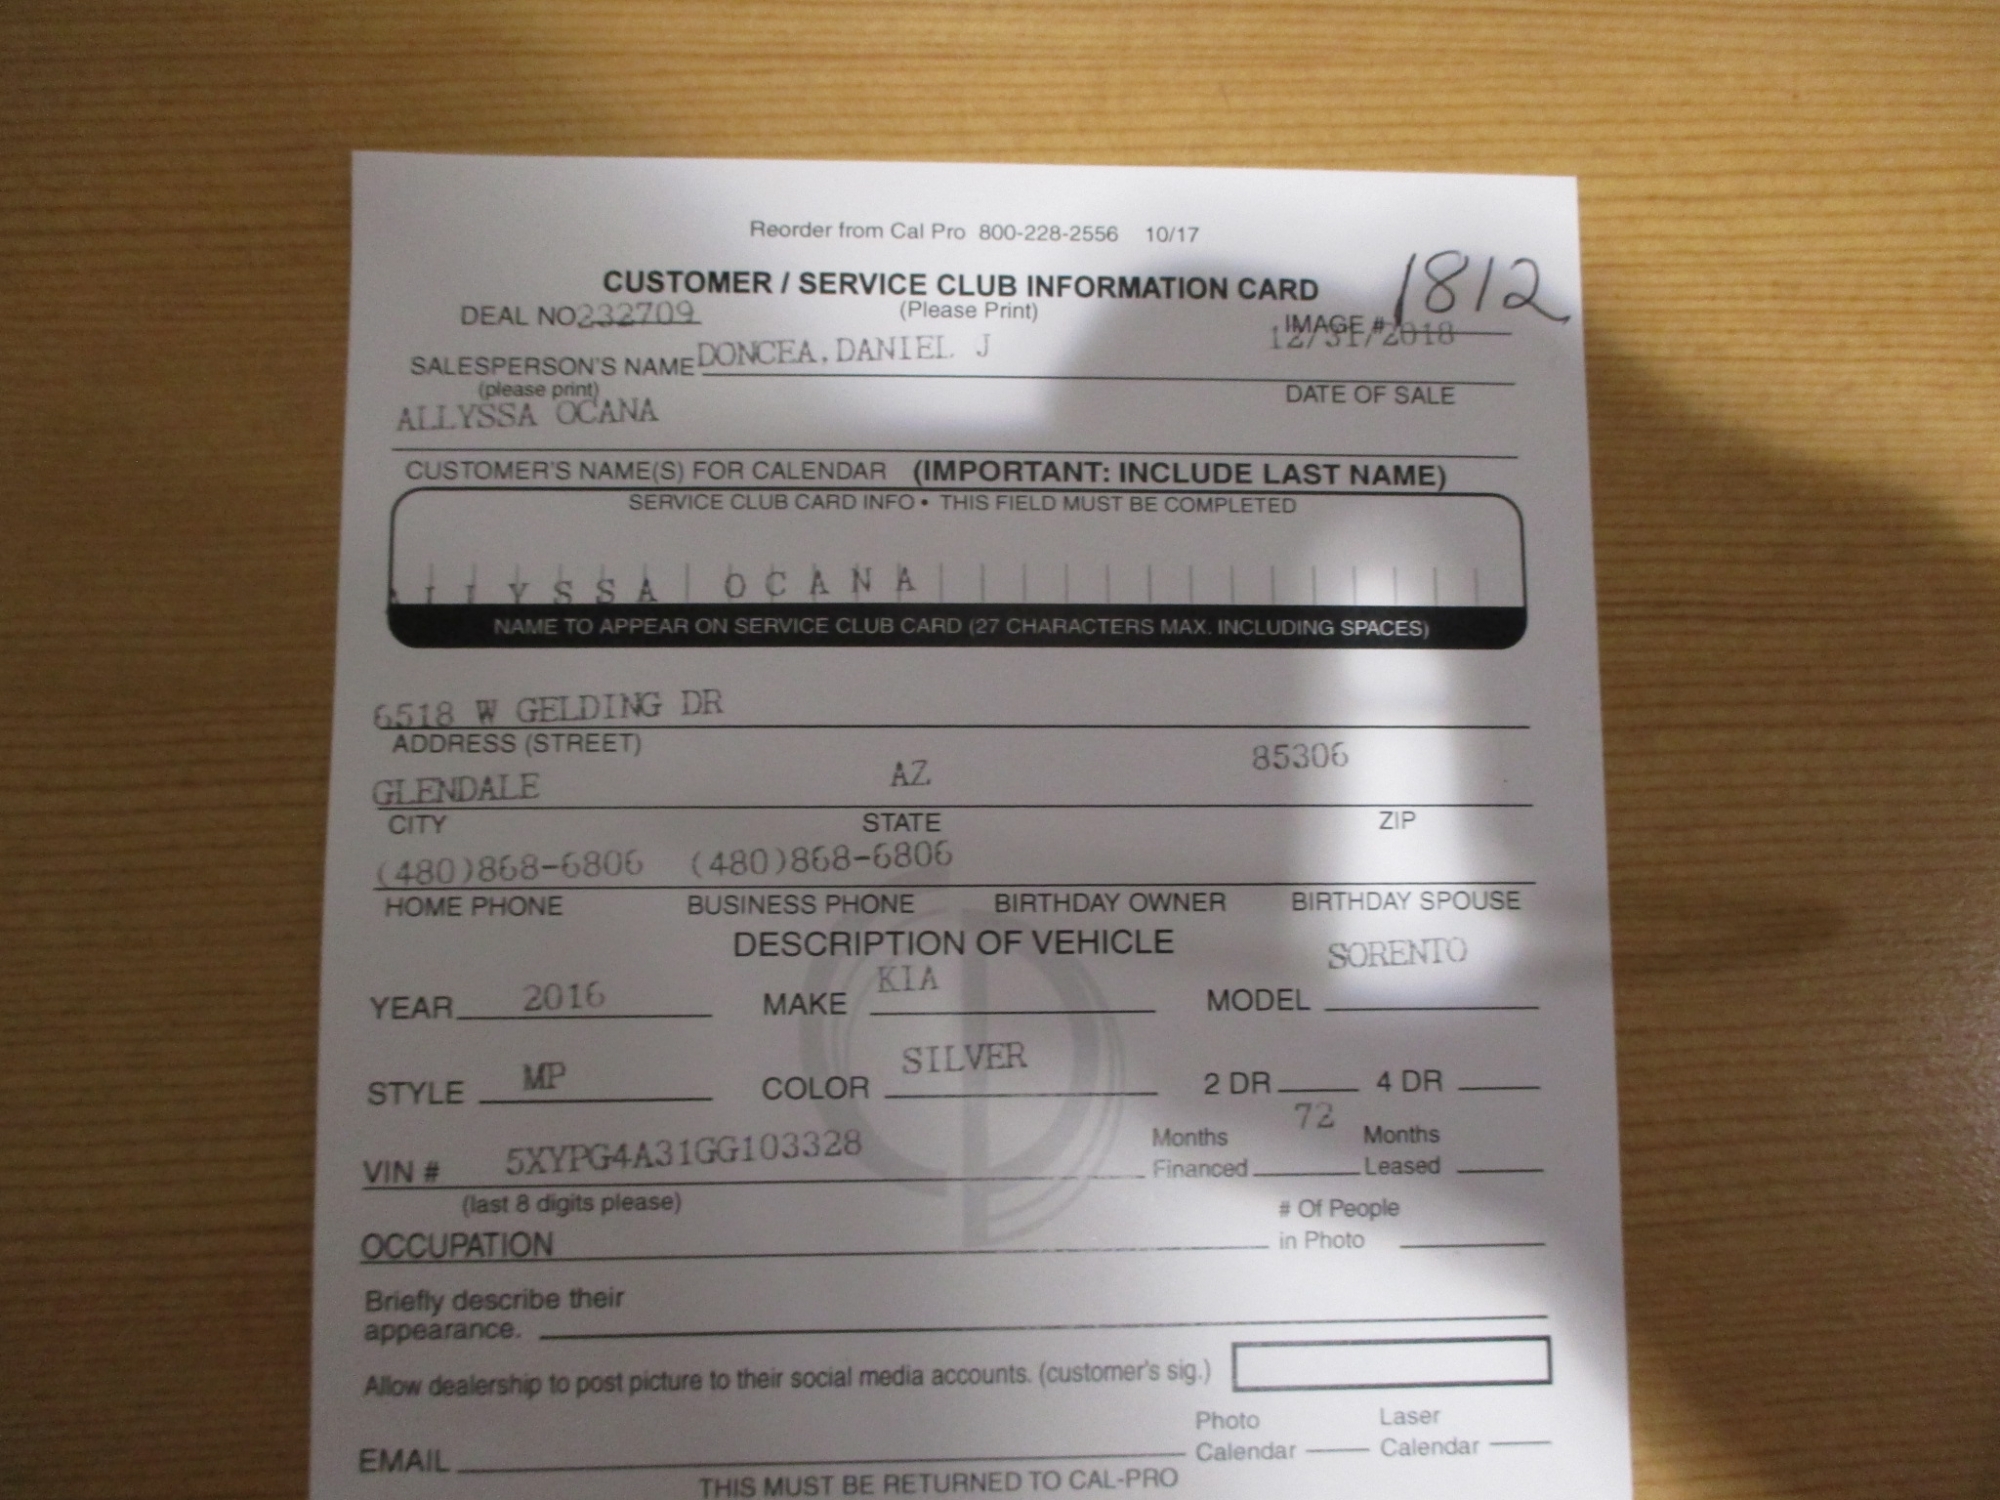 Reorder from Cal Pro 800-228-2556 10/17
CUSTOMER / SERVICE CLUB INFORMATION CARD 1812
DEAL NO 232709 (Please Print) IMAGE #
12/31/2018
SALESPERSON'S NAME DONCEA, DANIEL J
(please print) DATE OF SALE
ALLYSSA OCANA
CUSTOMER'S NAME(S) FOR CALENDAR (IMPORTANT: INCLUDE LAST NAME)
SERVICE CLUB CARD INFO • THIS FIELD MUST BE COMPLETED
A L L Y S S A O C A N A
NAME TO APPEAR ON SERVICE CLUB CARD (27 CHARACTERS MAX. INCLUDING SPACES)
6518 W GELDING DR
ADDRESS (STREET)
GLENDALE AZ 85306
CITY STATE ZIP
(480)868-6806 (480)868-6806
HOME PHONE BUSINESS PHONE BIRTHDAY OWNER BIRTHDAY SPOUSE
DESCRIPTION OF VEHICLE
YEAR 2016 MAKE KIA MODEL SORENTO
STYLE MP COLOR SILVER 2 DR 4 DR
VIN # 5XYPG4A31GG103328 Months Financed 72 Months Leased
(last 8 digits please)
OCCUPATION # Of People in Photo
Briefly describe their
appearance.
Allow dealership to post picture to their social media accounts. (customer's sig.)
EMAIL Photo Calendar Laser Calendar
THIS MUST BE RETURNED TO CAL-PRO